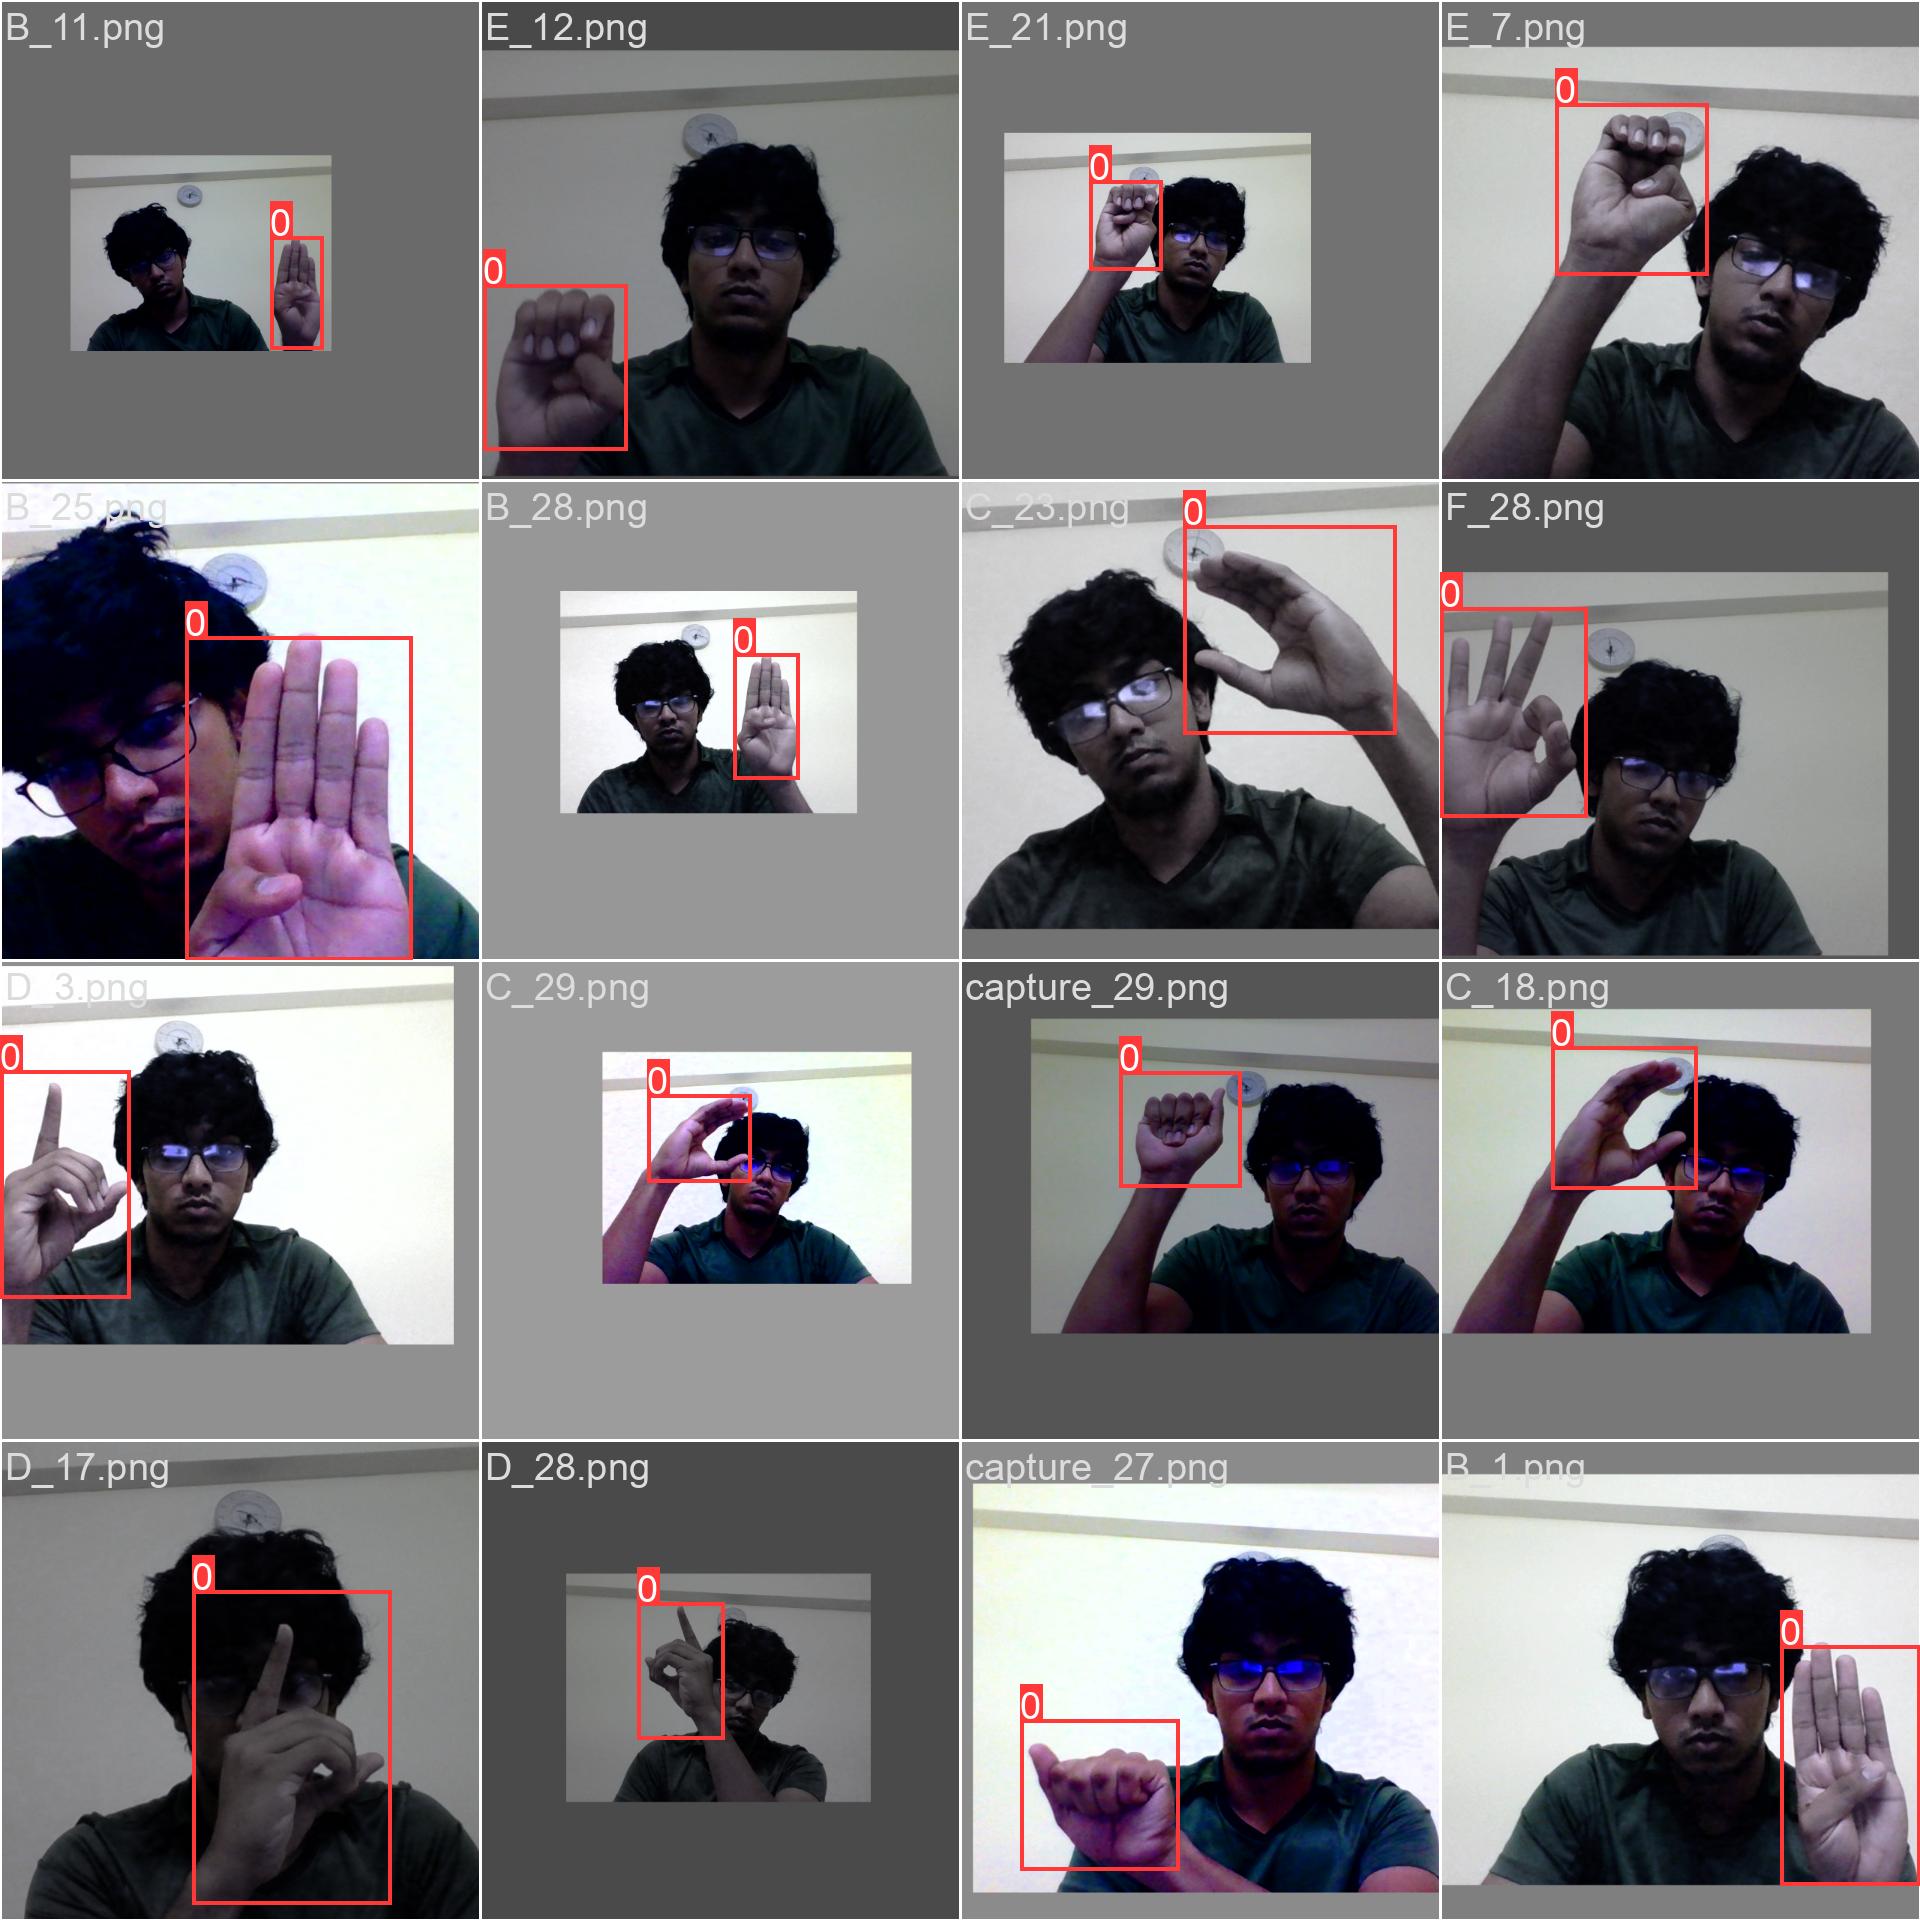 B_11.png
E_12.png
E_21.png
E_7.png
0
0
0
0
B_25.png
B_28.png
C_23.png
F_28.png
0
0
0
0
D_3.png
C_29.png
capture_29.png
C_18.png
0
0
0
0
D_17.png
D_28.png
capture_27.png
B_1.png
0
0
0
0